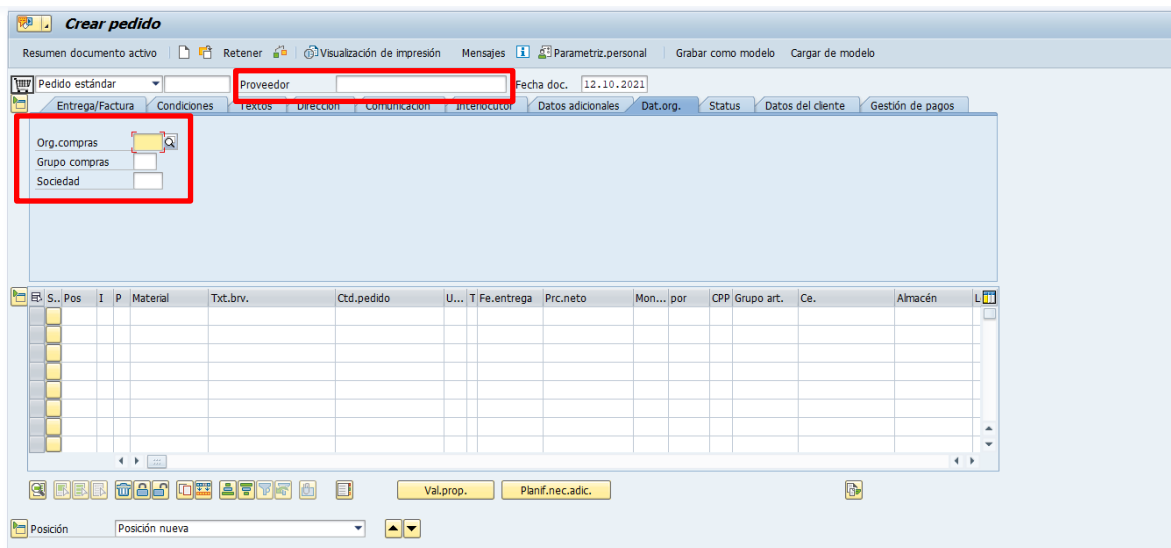 Crear pedido
Resumen documento activo Retener Visualización de impresión Mensajes Parametriz.personal Grabar como modelo Cargar de modelo
Pedido estándar Proveedor Fecha doc. 12.10.2021
Entrega/Factura Condiciones Textos Dirección Comunicación Interlocutor Datos adicionales Dat.org. Status Datos del cliente Gestión de pagos
Org.compras
Grupo compras
Sociedad
S.. Pos I P Material Txt.brv. Ctd.pedido U... T Fe.entrega Prc.neto Mon... por CPP Grupo art. Ce. Almacén L
Val.prop. Planif.nec.adic.
Posición Posición nueva